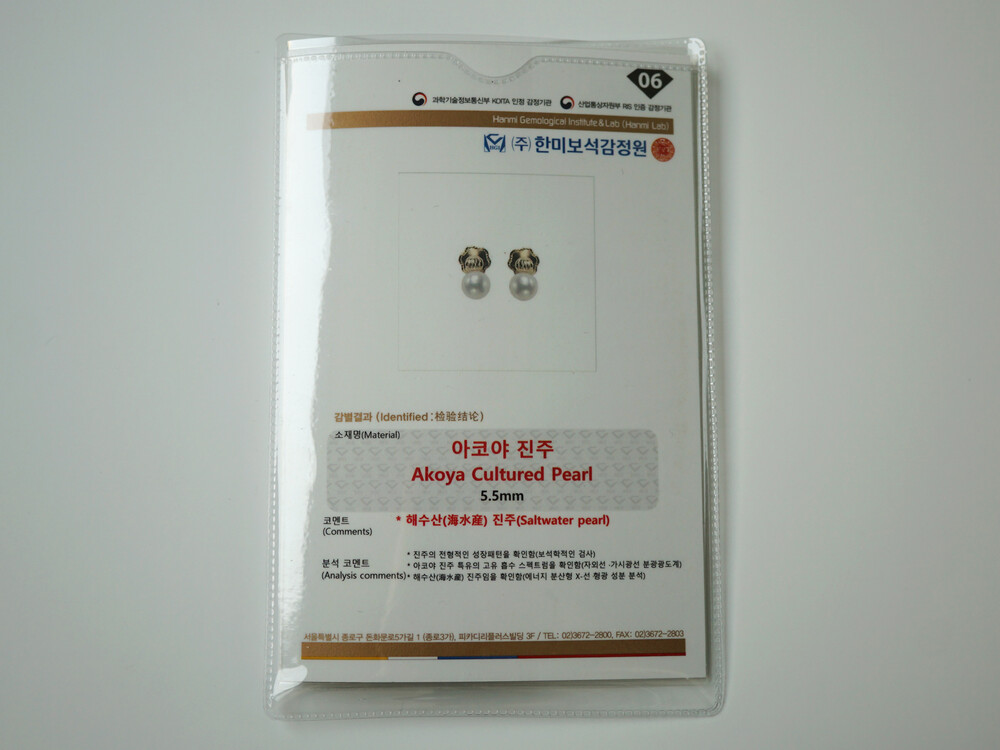 06
과학기술정보통신부 KOITA 인정 감정기관 산업통상자원부 RIS 인증 감정기관
Hanmi Gemological Institute & Lab (Hanmi Lab)
(주)한미보석감정원
감별결과 (Identified:检验结论)
소재명(Material)
아코야 진주
Akoya Cultured Pearl
5.5mm
코멘트 * 해수산(海水産) 진주(Saltwater pearl)
(Comments)
* 진주의 전형적인 성장패턴을 확인함(보석학적인 검사)
분석 코멘트 * 아코야 진주 특유의 고유 흡수 스펙트럼을 확인함(자외선 ·가시광선 분광광도계)
(Analysis comments) * 해수산(海水産) 진주임을 확인함(에너지 분산형 X-선 형광 성분 분석)
서울특별시 종로구 돈화문로5가길 1 (종로3가), 피카디리플러스빌딩 3F / TEL: 02)3672-2800, FAX: 02)3672-2803